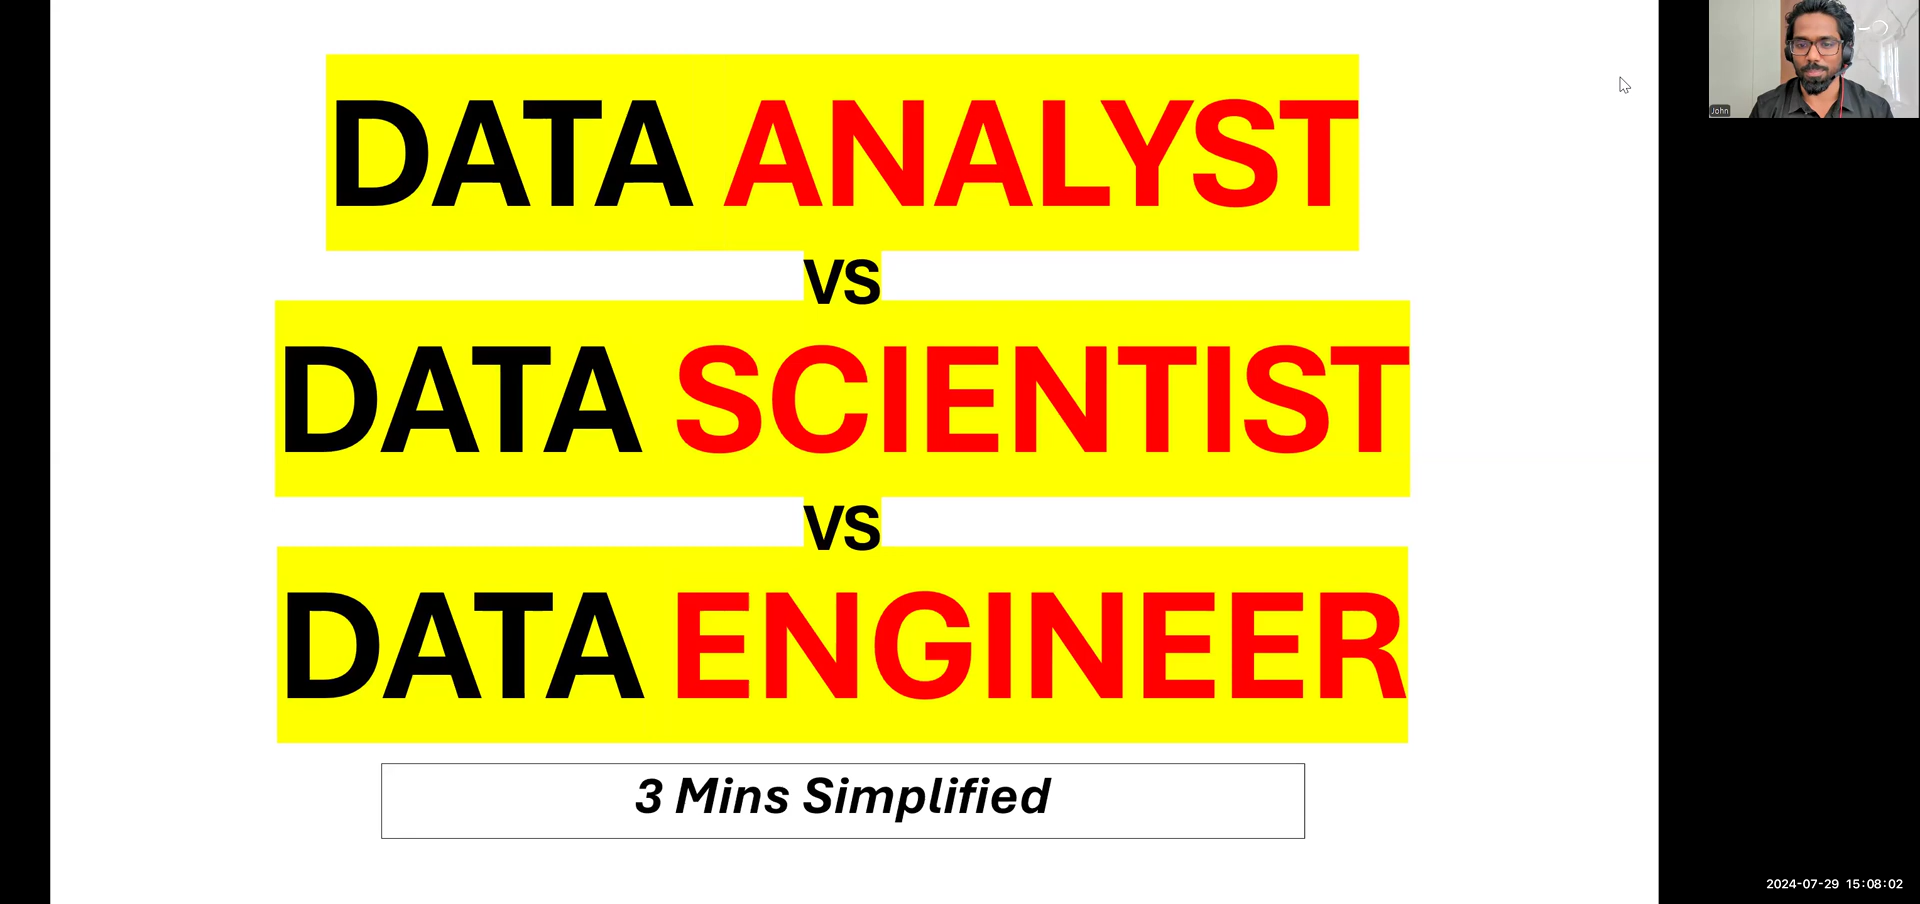 DATA ANALYST
VS
DATA SCIENTIST
VS
DATA ENGINEER
3 Mins Simplified
John
2024-07-29 15:08:02